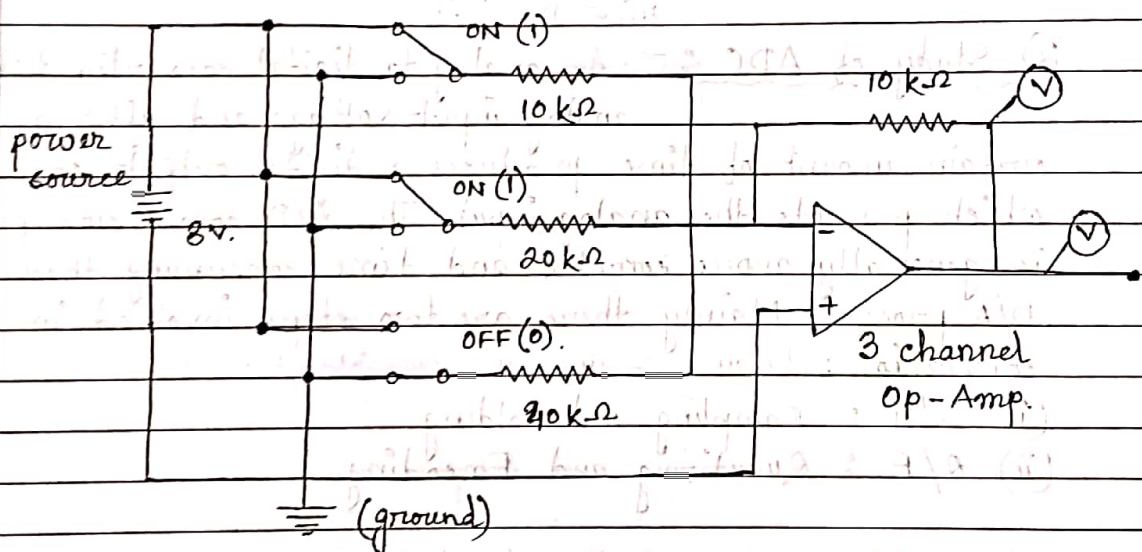 ON (1)
10 kΩ
10 kΩ
V
power
source
8v.
ON (1)
20 kΩ
V
-
+
OFF (0).
40 kΩ
3 channel
Op-Amp.
(ground)